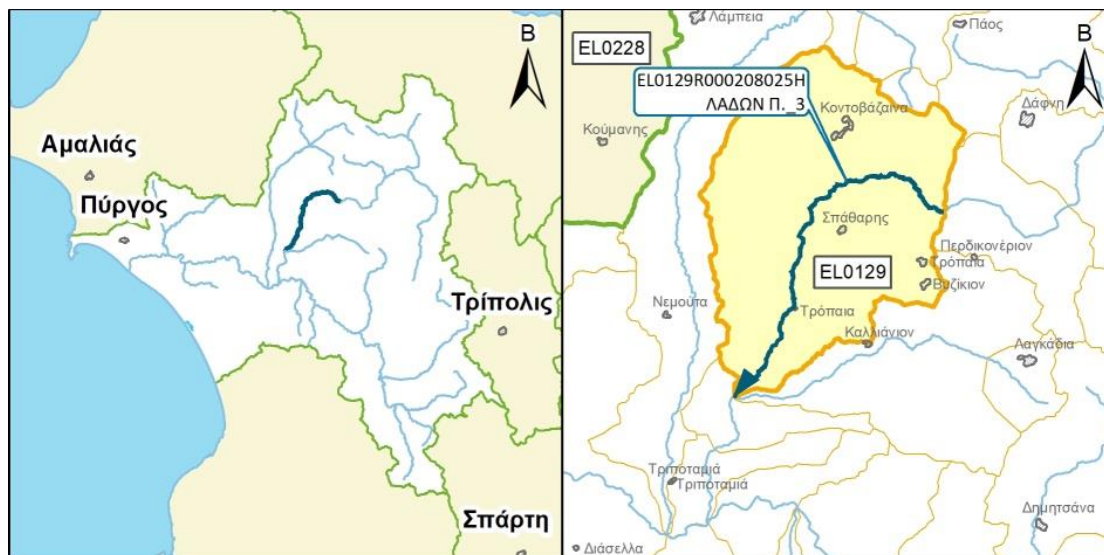 Β
Αμαλιάς
Πύργος
Τρίπολις
Σπάρτη
Λάμπεια
Πάος
Β
EL0228
EL0129R000208025H
ΛΑΔΩΝ Π._3
Κοντοβάζαινα
Δάφνη
Κούμανης
Σπάθαρης
Περδικονέριον
Τρόπαια
EL0129
Βυζίκιον
Νεμούτα
Τρόπαια
Καλλιάνιον
Λαγκάδια
Τριποταμιά
Τριποταμιά
Δημητσάνα
Διάσελλα